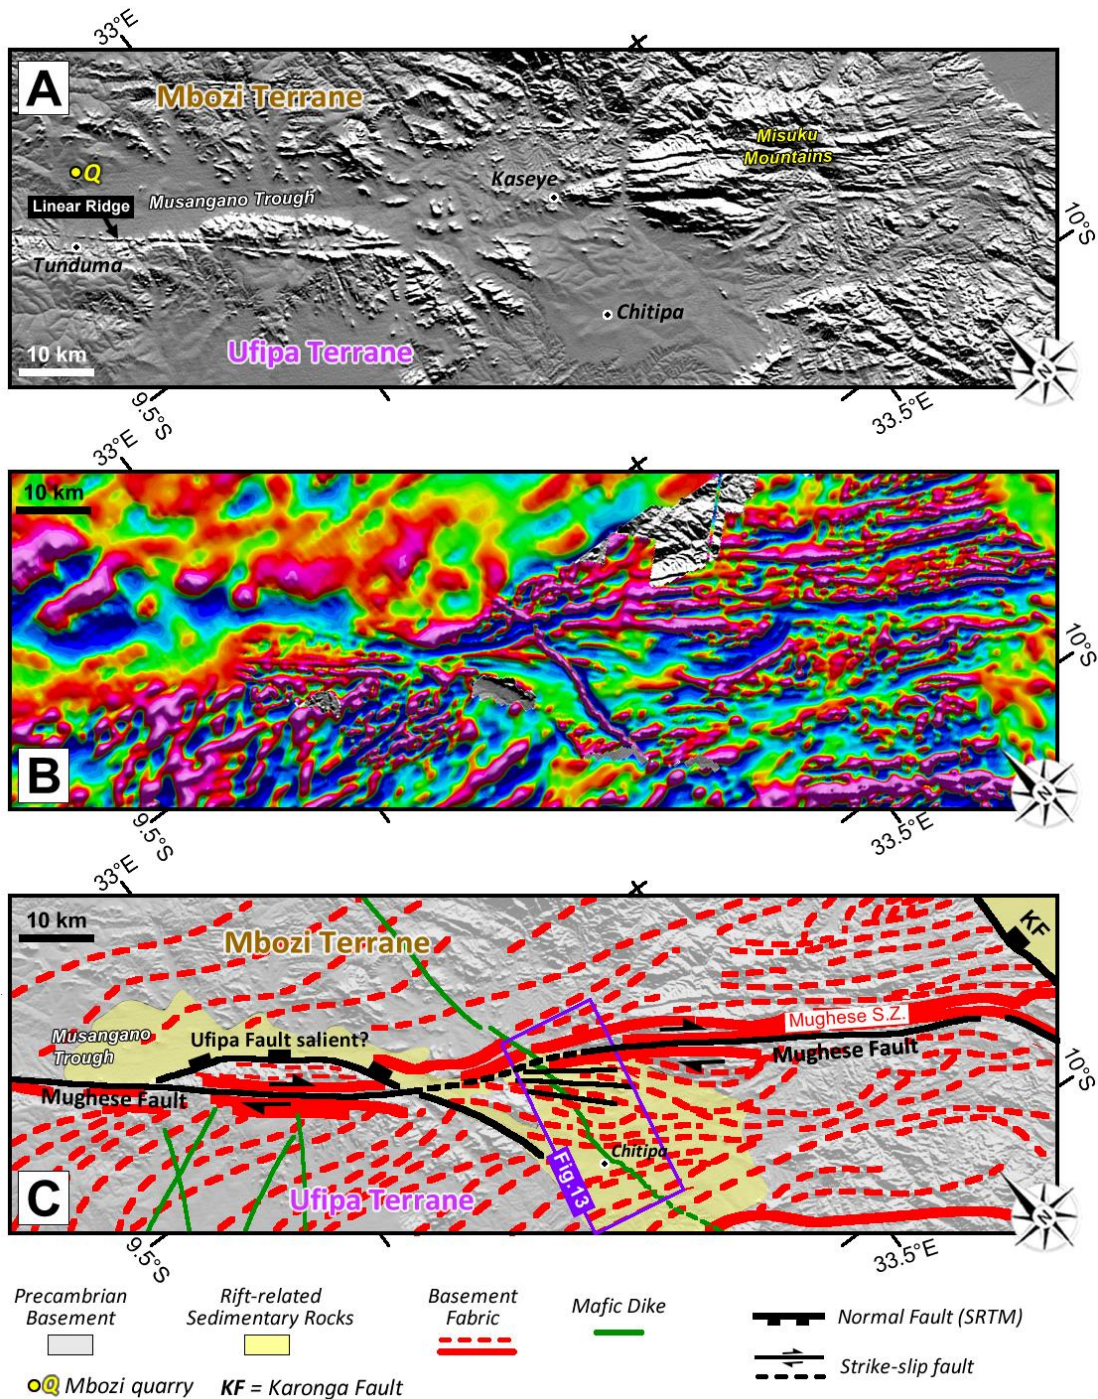 33°E
A
Mbozi Terrane
Misuku
Mountains
Q
Kaseye
Musangano Trough
Linear Ridge
10°S
Tunduma
Chitipa
Ufipa Terrane
10 km
N
9.5°S
33.5°E
33°E
10 km
10°S
B
N
9.5°S
33.5°E
33°E
10 km
Mbozi Terrane
KF
Mughese S.Z.
Musangano
Trough
Ufipa Fault salient?
Mughese Fault
10°S
Mughese Fault
Chitipa
Fig.13
C
Ufipa Terrane
N
9.5°S
33.5°E
Precambrian
Basement
Rift-related
Sedimentary Rocks
Basement
Fabric
Mafic Dike
Normal Fault (SRTM)
Strike-slip fault
Q Mbozi quarry
KF = Karonga Fault